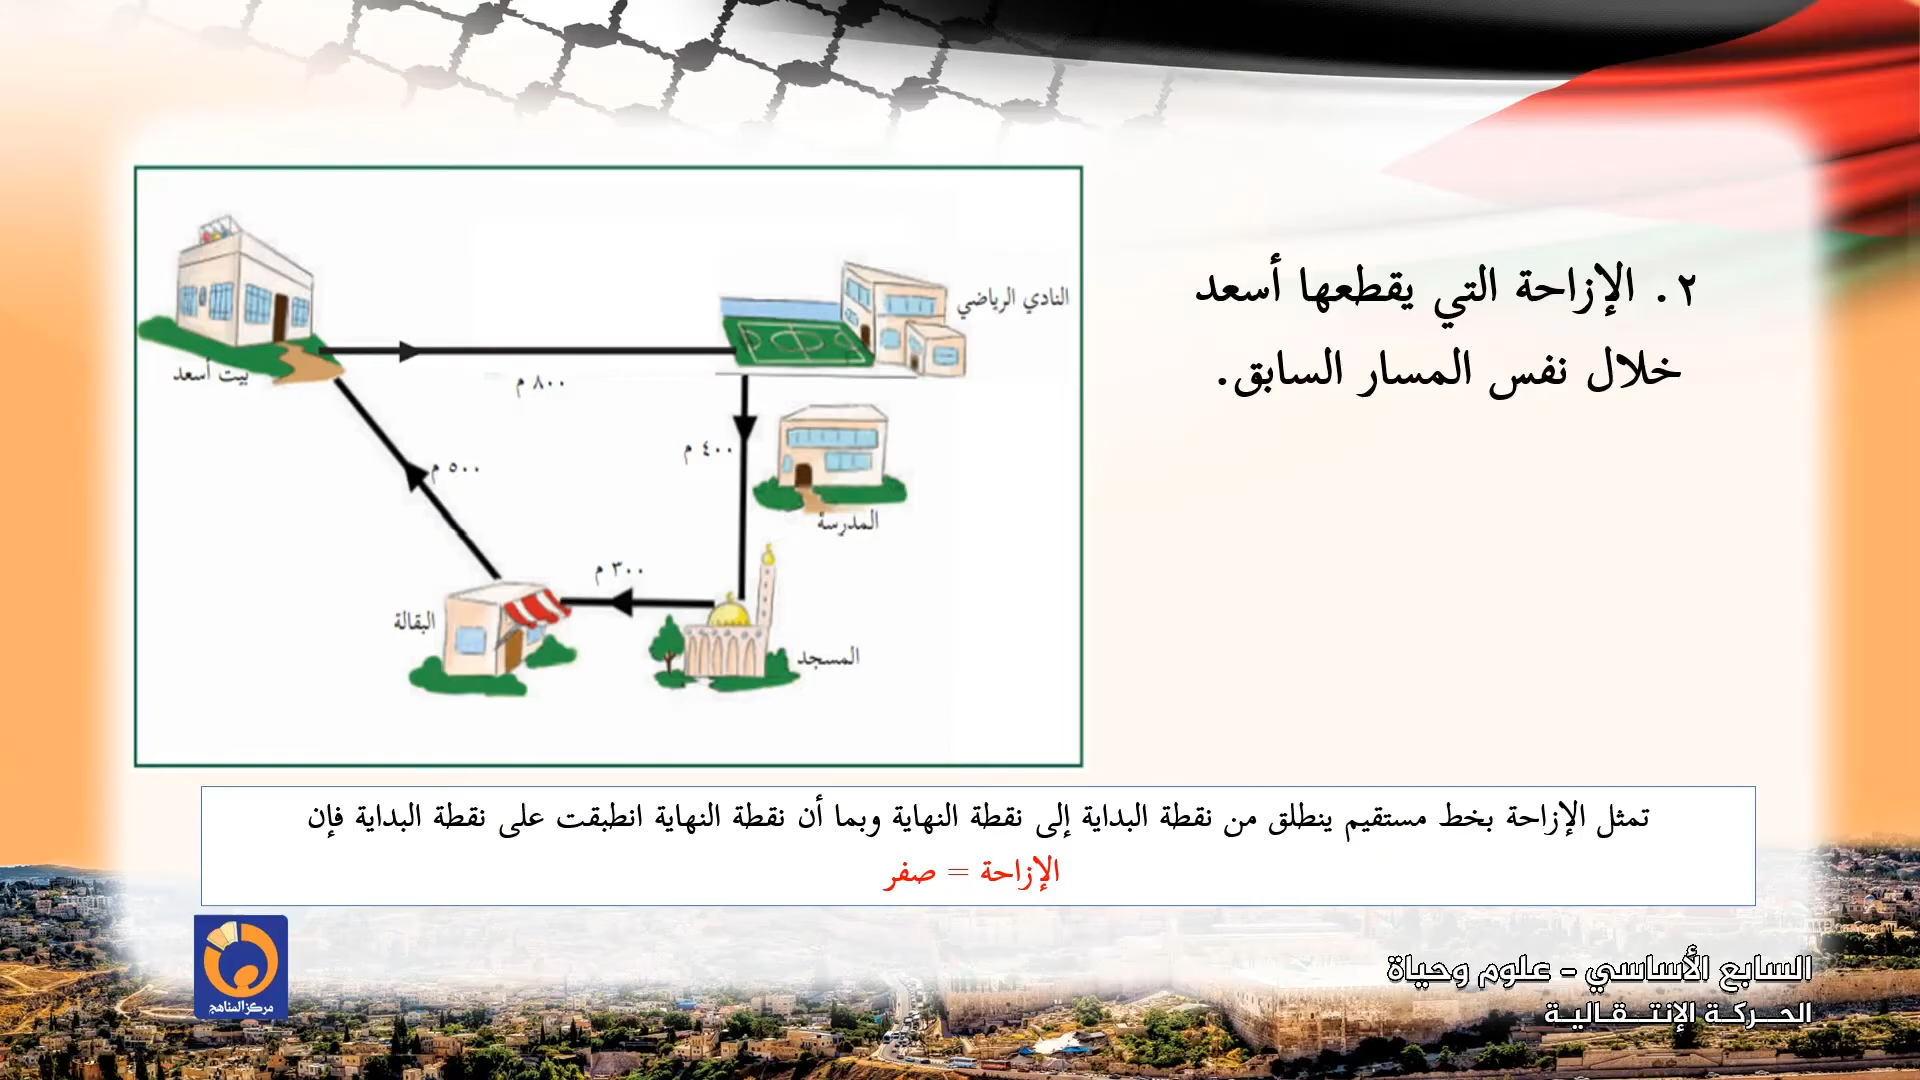 ٢. الإزاحة التي يقطعها أسعد
خلال نفس المسار السابق.
النادي الرياضي
بيت أسعد
٨٠٠ م
٤٠٠ م
٥٠٠ م
المدرسة
٣٠٠ م
البقالة
المسجد
تمثل الإزاحة بخط مستقيم ينطلق من نقطة البداية إلى نقطة النهاية وبما أن نقطة النهاية انطبقت على نقطة البداية فإن
الإزاحة = صفر
السابع الأساسي - علوم وحياة
الحركة الإنتقالية
مركز المناهج